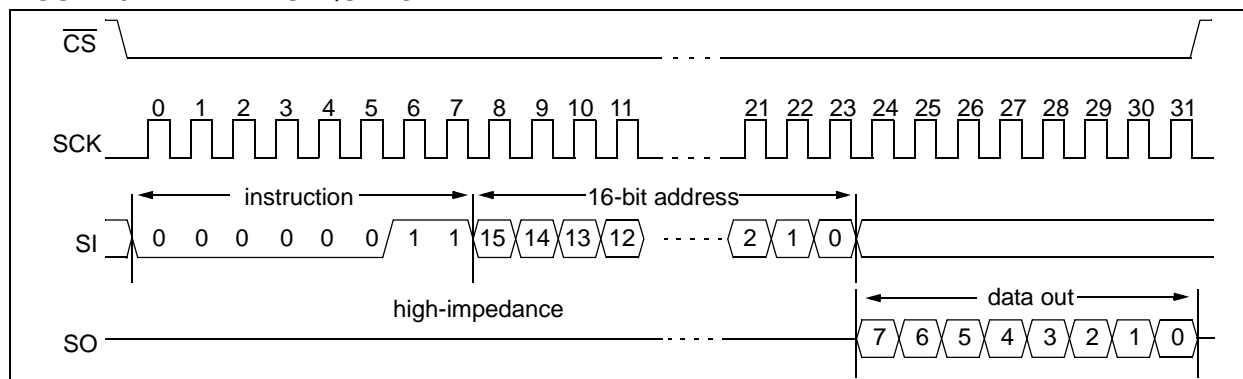 CS
0 1 2 3 4 5 6 7 8 9 10 11 21 22 23 24 25 26 27 28 29 30 31
SCK
instruction 16-bit address
SI 0 0 0 0 0 0 1 1 15 14 13 12 2 1 0
high-impedance data out
SO 7 6 5 4 3 2 1 0